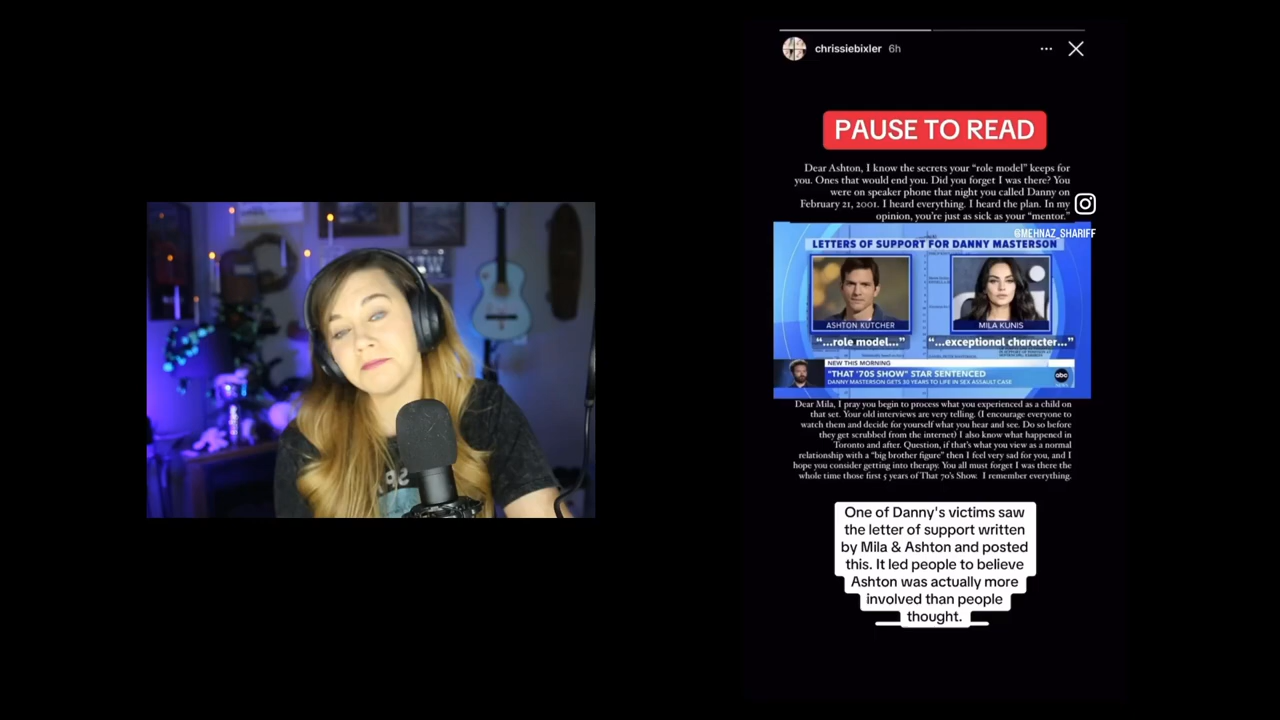 chrissiebixler 6h
PAUSE TO READ
Dear Ashton, I know the secrets your “role model” keeps for
you. Ones that would end you. Did you forget I was there? You
were on speaker phone that night you called Danny on
February 21, 2001. I heard everything. I heard the plan. In my
opinion, you’re just as sick as your “mentor.”
@MEHNAZ_SHARIFF
LETTERS OF SUPPORT FOR DANNY MASTERSON
ASHTON KUTCHER
MILA KUNIS
“...role model...”
“...exceptional character...”
NEW THIS MORNING
"THAT '70S SHOW" STAR SENTENCED
DANNY MASTERSON GETS 30 YEARS TO LIFE IN SEX ASSAULT CASE
abc
Dear Mila, I pray you begin to process what you experienced as a child on
that set. Your old interviews are very telling. (I encourage everyone to
watch them and decide for yourself what you hear and see. Do so before
they get scrubbed from the internet) I also know what happened in
Toronto and after. Question, if that’s what you view as a normal
relationship with a “big brother figure” then I feel very sad for you, and I
hope you consider getting into therapy. You all must forget I was there the
whole time those first 5 years of That 70’s Show. I remember everything.
One of Danny's victims saw
the letter of support written
by Mila & Ashton and posted
this. It led people to believe
Ashton was actually more
involved than people
thought.